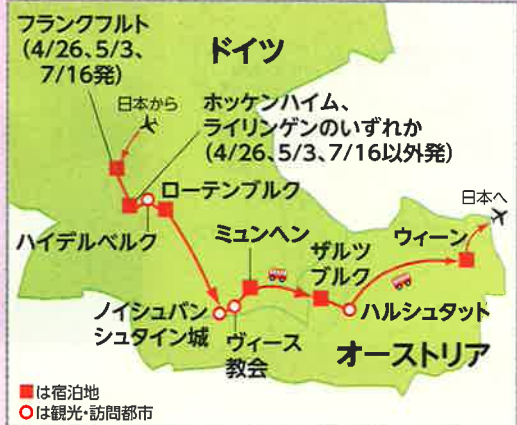 フランクフルト
(4/26、5/3、
7/16発)
ドイツ
日本から
ホッケンハイム、
ライリンゲンのいずれか
(4/26、5/3、7/16以外発)
ローテンブルク
ハイデルベルク
ミュンヘン
ザルツ
ブルク
ウィーン
日本へ
ノイシュバン
シュタイン城
ヴィース
教会
ハルシュタット
オーストリア
■は宿泊地
○は観光・訪問都市